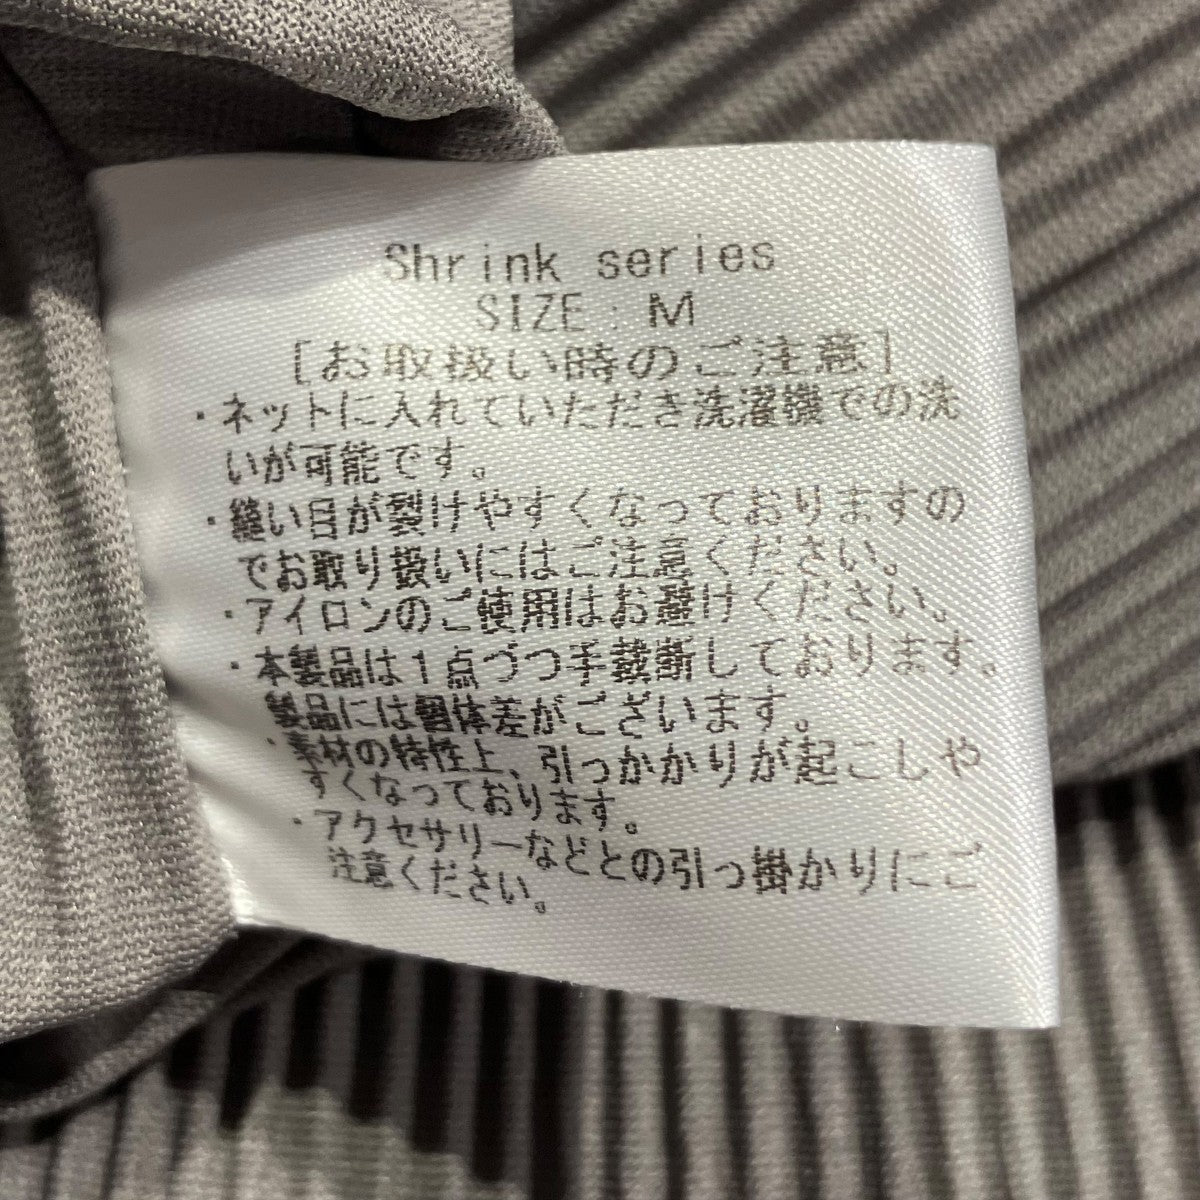 Shrink series
SIZE : M
[お取扱い時のご注意]
・ネットに入れていただき洗濯機での洗
いが可能です。
・縫い目が裂けやすくなっておりますの
でお取り扱いにはご注意ください。
・アイロンのご使用はお避けください。
・本製品は１点づつ手裁断しております。
製品には個体差がございます。
・素材の特性上、引っかかりが起こしや
すくなっております。
・アクセサリーなどとの引っ掛かりにご
注意ください。